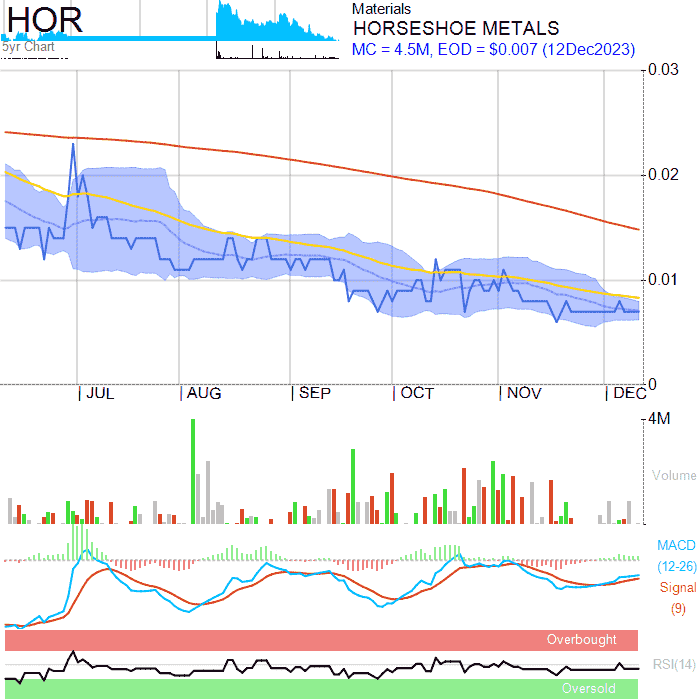 HOR
5yr Chart
Materials
HORSESHOE METALS
MC = 4.5M, EOD = $0.007 (12Dec2023)
0.03
0.02
0.01
0
JUL
AUG
SEP
OCT
NOV
DEC
4M
Volume
MACD
(12-26)
Signal
(9)
Overbought
RSI(14)
Oversold